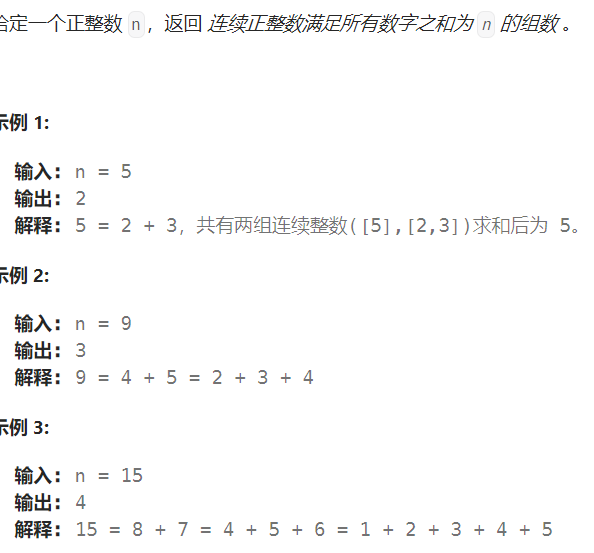 给定一个正整数 n，返回 连续正整数满足所有数字之和为 n 的组数 。
示例 1:
输入: n = 5
输出: 2
解释: 5 = 2 + 3，共有两组连续整数([5],[2,3])求和后为 5。
示例 2:
输入: n = 9
输出: 3
解释: 9 = 4 + 5 = 2 + 3 + 4
示例 3:
输入: n = 15
输出: 4
解释: 15 = 8 + 7 = 4 + 5 + 6 = 1 + 2 + 3 + 4 + 5